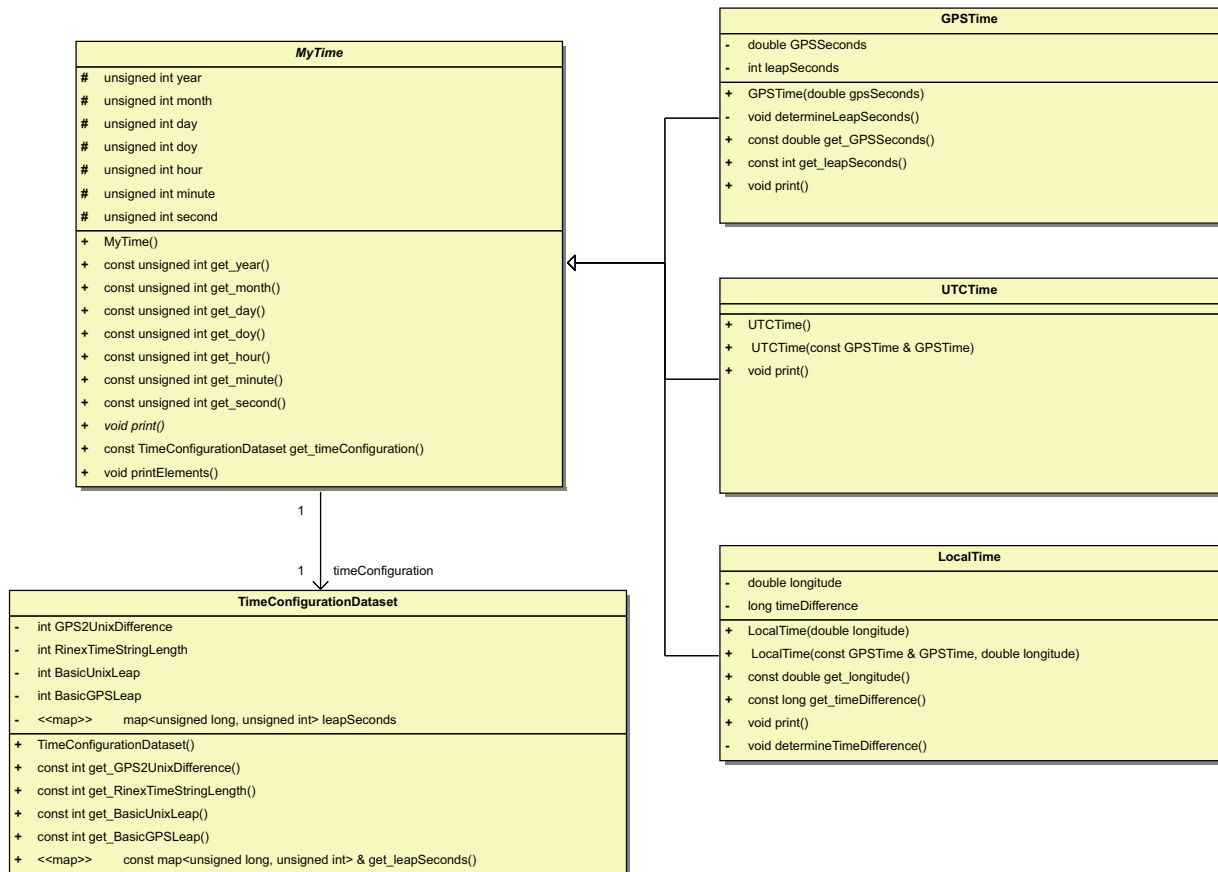 MyTime
# unsigned int year
# unsigned int month
# unsigned int day
# unsigned int doy
# unsigned int hour
# unsigned int minute
# unsigned int second
+ MyTime()
+ const unsigned int get_year()
+ const unsigned int get_month()
+ const unsigned int get_day()
+ const unsigned int get_doy()
+ const unsigned int get_hour()
+ const unsigned int get_minute()
+ const unsigned int get_second()
+ void print()
+ const TimeConfigurationDataset get_timeConfiguration()
+ void printElements()
1
1 timeConfiguration
TimeConfigurationDataset
- int GPS2UnixDifference
- int RinexTimeStringLength
- int BasicUnixLeap
- int BasicGPSLeap
- <<map>> map<unsigned long, unsigned int> leapSeconds
+ TimeConfigurationDataset()
+ const int get_GPS2UnixDifference()
+ const int get_RinexTimeStringLength()
+ const int get_BasicUnixLeap()
+ const int get_BasicGPSLeap()
+ <<map>> const map<unsigned long, unsigned int> & get_leapSeconds()
GPSTime
- double GPSSeconds
- int leapSeconds
+ GPSTime(double gpsSeconds)
- void determineLeapSeconds()
+ const double get_GPSSeconds()
+ const int get_leapSeconds()
+ void print()
UTCTime
+ UTCTime()
+ UTCTime(const GPSTime & GPSTime)
+ void print()
LocalTime
- double longitude
- long timeDifference
+ LocalTime(double longitude)
+ LocalTime(const GPSTime & GPSTime, double longitude)
+ const double get_longitude()
+ const long get_timeDifference()
+ void print()
- void determineTimeDifference()